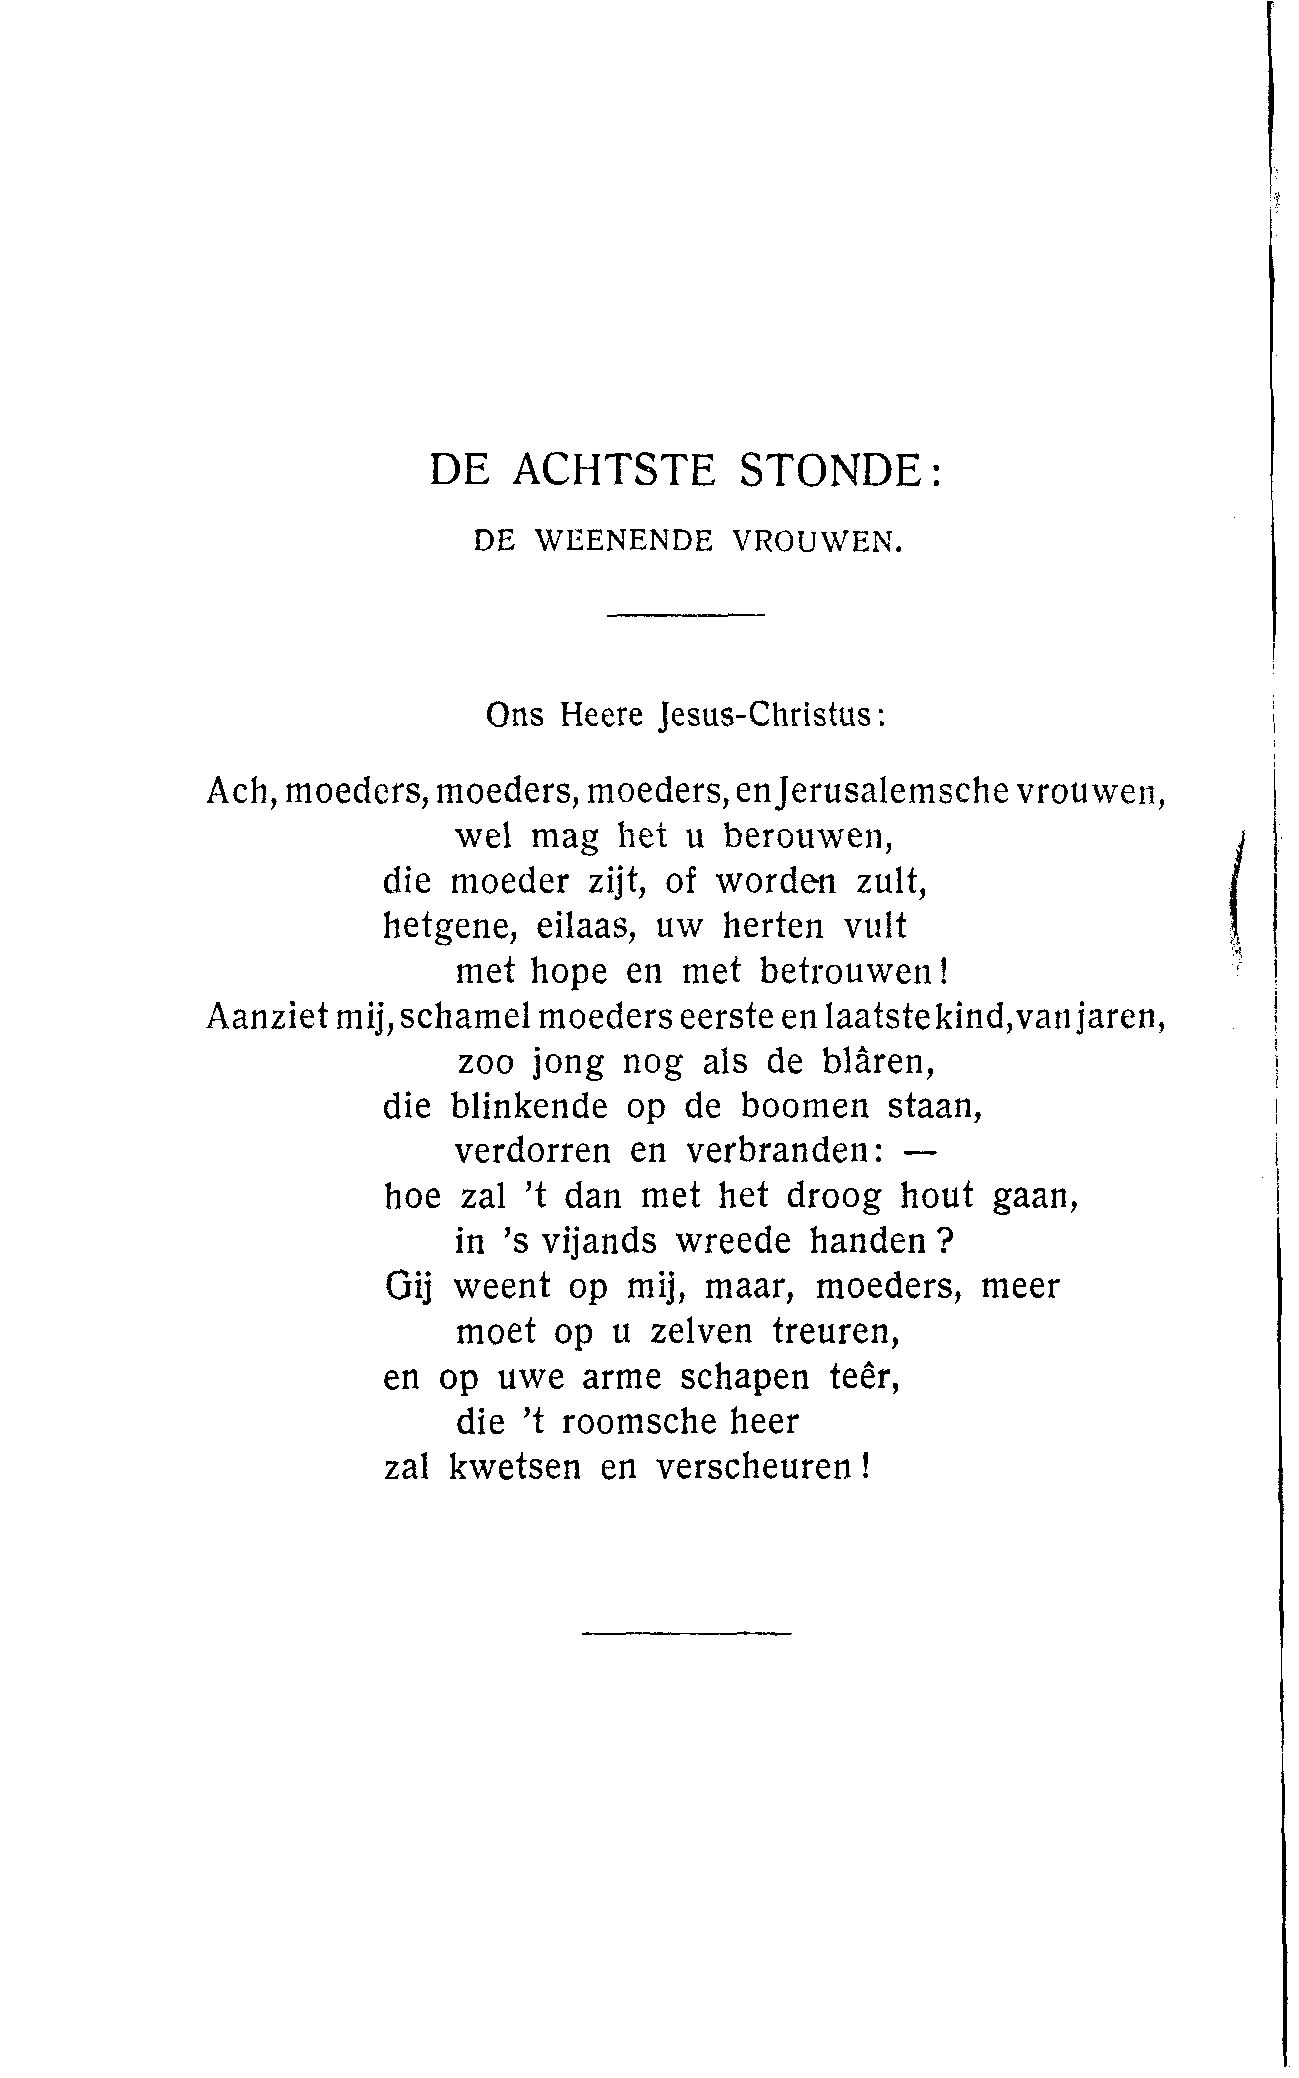 DE ACHTSTE STONDE:
DE WEENENDE VROUWEN.
Ons Heere Jesus-Christus:
Ach, moeders, moeders, moeders, en Jerusalemsche vrouwen,
wel mag het u berouwen,
die moeder zijt, of worden zult,
hetgene, eilaas, uw herten vult
met hope en met betrouwen!
Aanziet mij, schamel moeders eerste en laatste kind, van jaren,
zoo jong nog als de blâren,
die blinkende op de boomen staan,
verdorren en verbranden: —
hoe zal 't dan met het droog hout gaan,
in 's vijands wreede handen?
Gij weent op mij, maar, moeders, meer
moet op u zelven treuren,
en op uwe arme schapen teêr,
die 't roomsche heer
zal kwetsen en verscheuren!